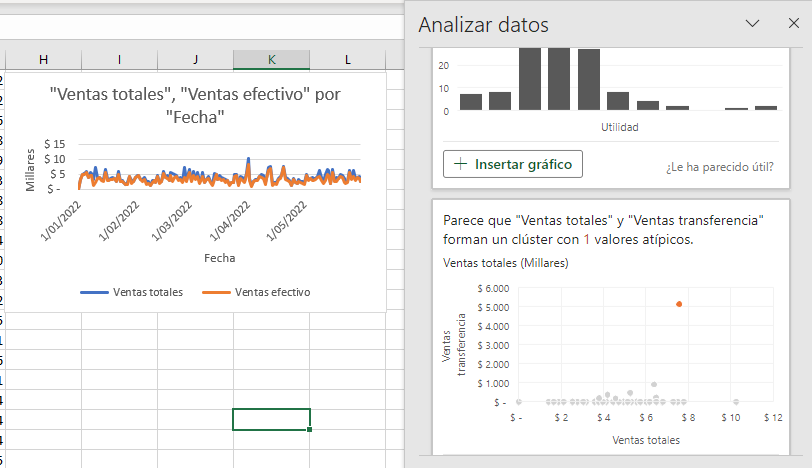 H I J K L
"Ventas totales", "Ventas efectivo" por
"Fecha"
Millares
$ 15
$ 10
$ 5
$ -
1/01/2022 1/02/2022 1/03/2022 1/04/2022 1/05/2022
Fecha
Ventas totales Ventas efectivo
Analizar datos
20
10
0
Utilidad
Insertar gráfico
¿Le ha parecido útil?
Parece que "Ventas totales" y "Ventas transferencia"
forman un clúster con 1 valores atípicos.
Ventas totales (Millares)
Ventas
transferencia
$ 6.000
$ 5.000
$ 4.000
$ 3.000
$ 2.000
$ 1.000
$ -
$ - $ 2 $ 4 $ 6 $ 8 $ 10 $ 12
Ventas totales